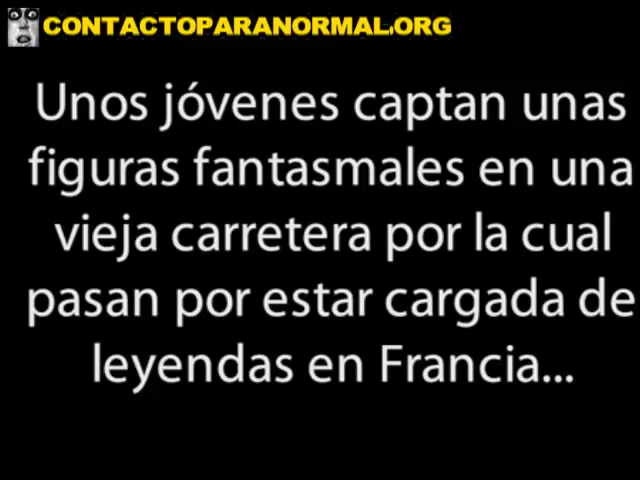 CONTACTOPARANORMAL.ORG
Unos jóvenes captan unas
figuras fantasmales en una
vieja carretera por la cual
pasan por estar cargada de
leyendas en Francia...